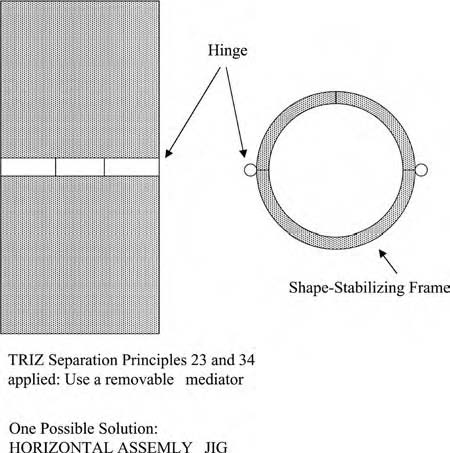 Hinge
Shape-Stabilizing Frame
TRIZ Separation Principles 23 and 34
applied: Use a removable mediator
One Possible Solution:
HORIZONTAL ASSEMLY JIG